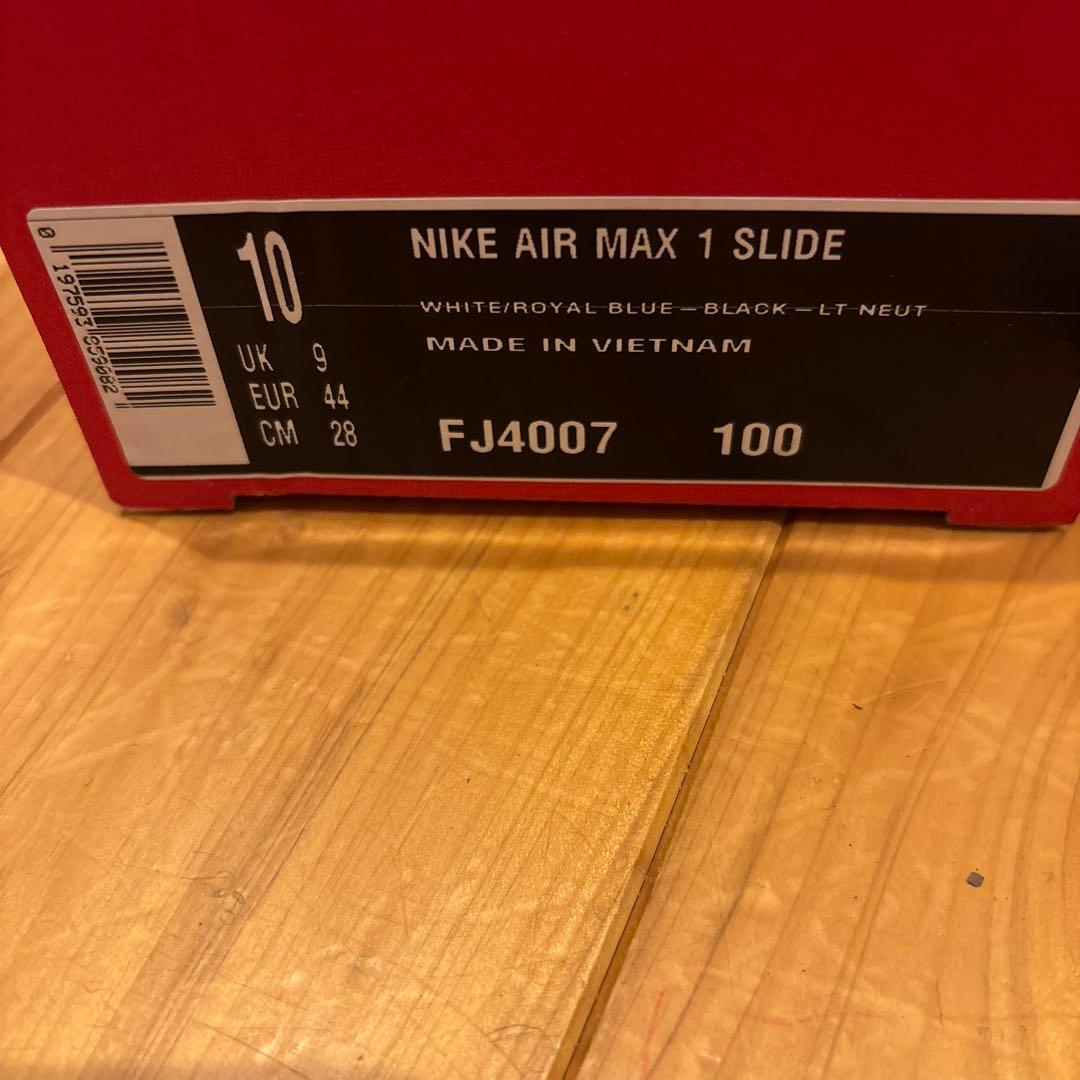 10
UK 9
EUR 44
CM 28
NIKE AIR MAX 1 SLIDE
WHITE/ROYAL BLUE-BLACK-LT NEUT
MADE IN VIETNAM
FJ4007 100